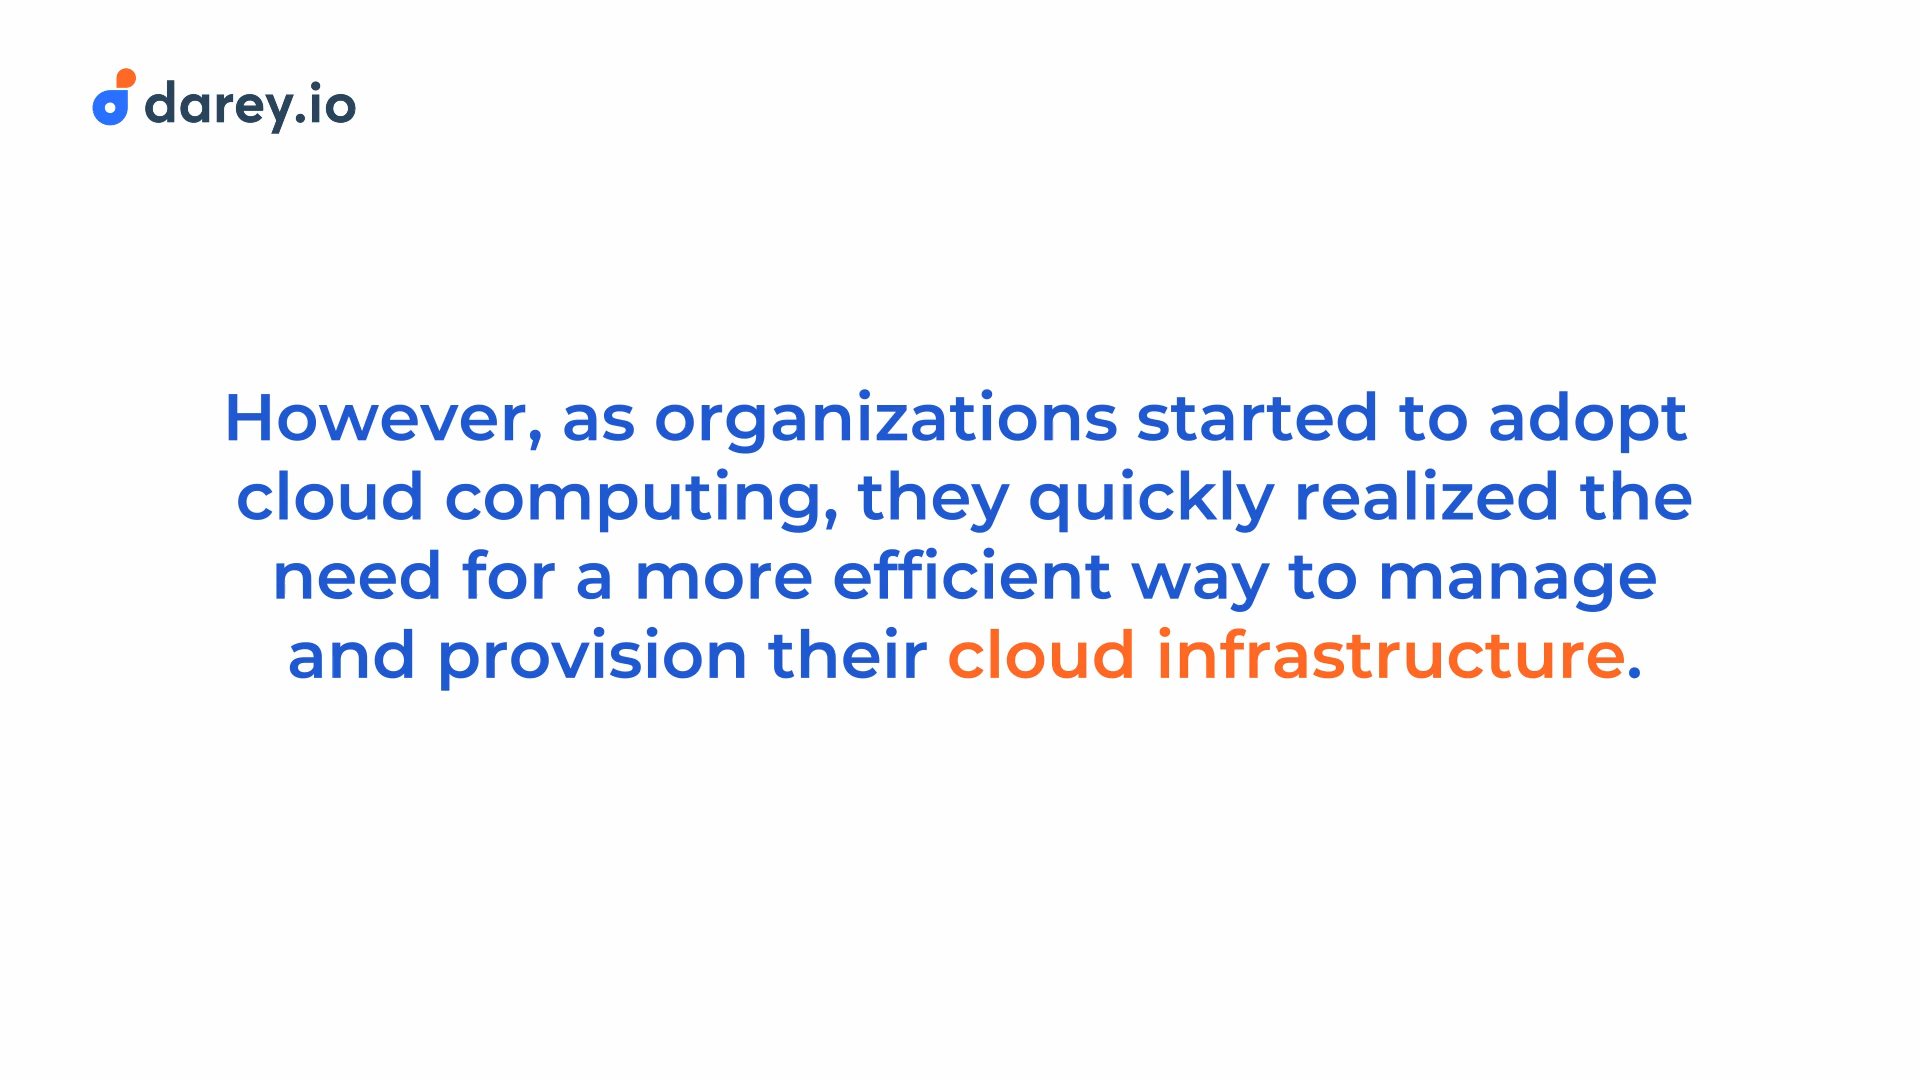 darey.io
However, as organizations started to adopt
cloud computing, they quickly realized the
need for a more efficient way to manage
and provision their cloud infrastructure.